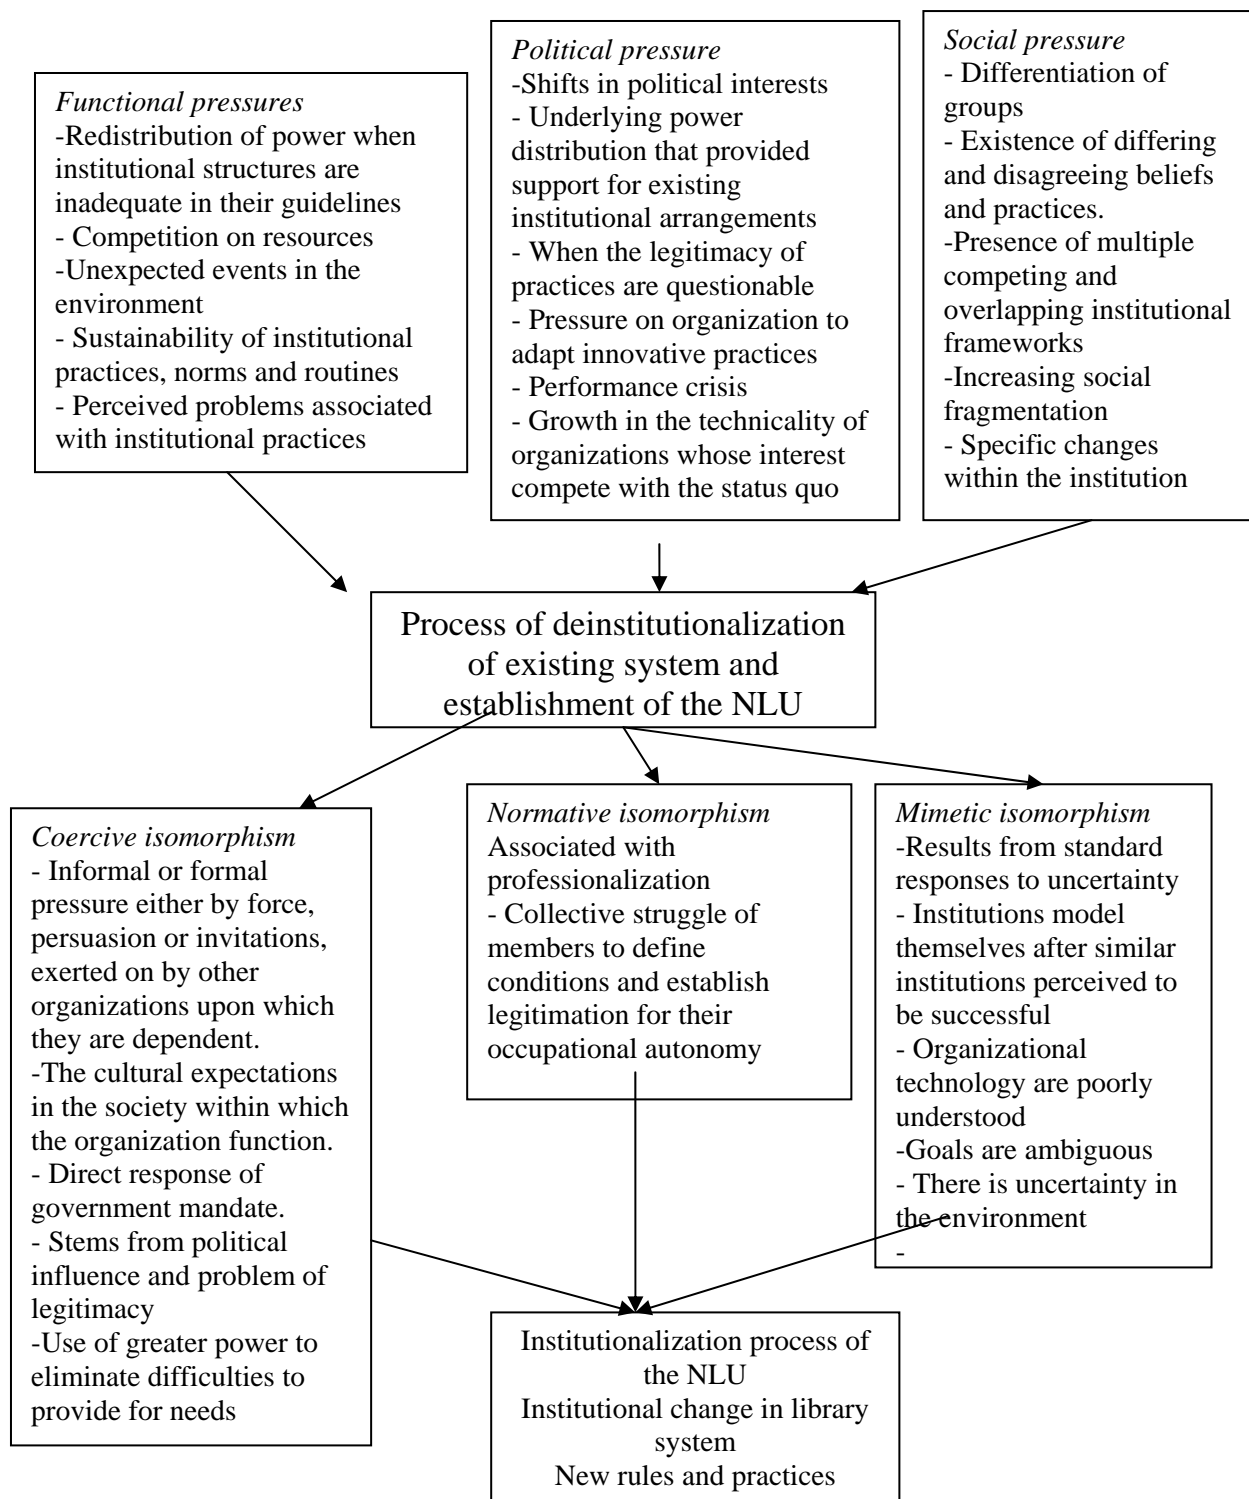 Functional pressures
-Redistribution of power when
institutional structures are
inadequate in their guidelines
- Competition on resources
-Unexpected events in the
environment
- Sustainability of institutional
practices, norms and routines
- Perceived problems associated
with institutional practices
Political pressure
-Shifts in political interests
- Underlying power
distribution that provided
support for existing
institutional arrangements
- When the legitimacy of
practices are questionable
- Pressure on organization to
adapt innovative practices
- Performance crisis
- Growth in the technicality of
organizations whose interest
compete with the status quo
Social pressure
- Differentiation of
groups
- Existence of differing
and disagreeing beliefs
and practices.
-Presence of multiple
competing and
overlapping institutional
frameworks
-Increasing social
fragmentation
- Specific changes
within the institution
Process of deinstitutionalization
of existing system and
establishment of the NLU
Coercive isomorphism
- Informal or formal
pressure either by force,
persuasion or invitations,
exerted on by other
organizations upon which
they are dependent.
-The cultural expectations
in the society within which
the organization function.
- Direct response of
government mandate.
- Stems from political
influence and problem of
legitimacy
-Use of greater power to
eliminate difficulties to
provide for needs
Normative isomorphism
Associated with
professionalization
- Collective struggle of
members to define
conditions and establish
legitimation for their
occupational autonomy
Mimetic isomorphism
-Results from standard
responses to uncertainty
- Institutions model
themselves after similar
institutions perceived to
be successful
- Organizational
technology are poorly
understood
-Goals are ambiguous
- There is uncertainty in
the environment
-
Institutionalization process of
the NLU
Institutional change in library
system
New rules and practices